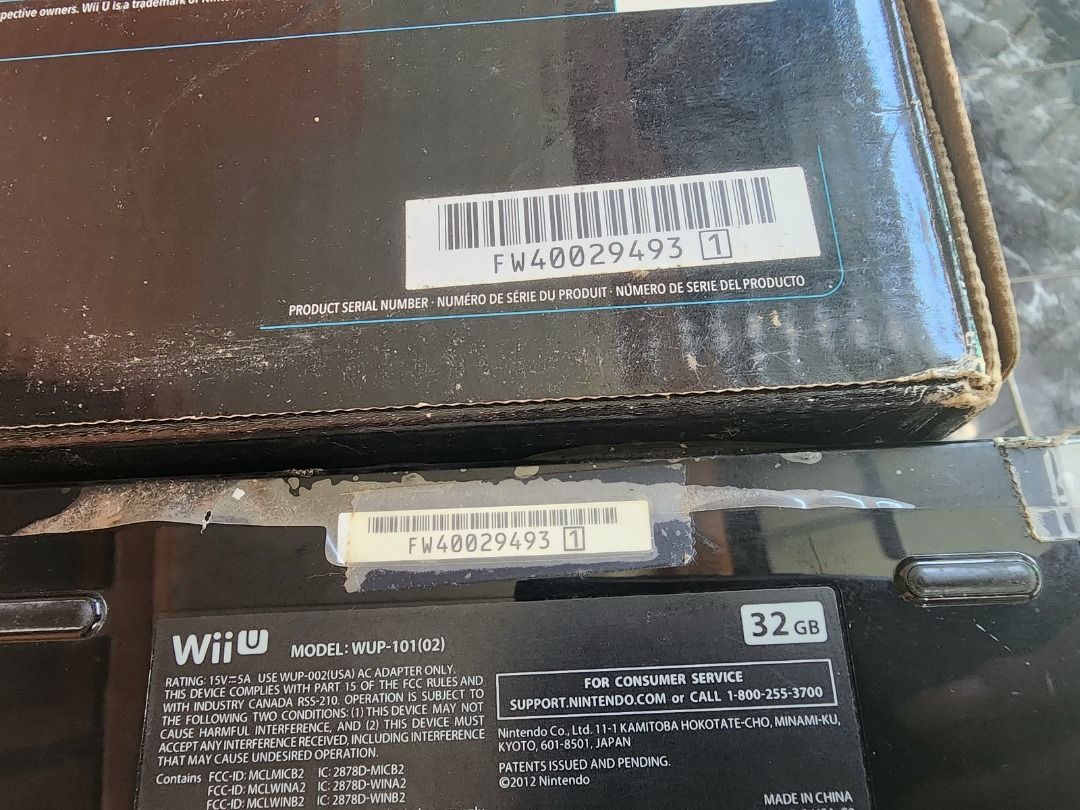 pective owners. Wii U is a trademark of Ninten
FW40029493 1
PRODUCT SERIAL NUMBER · NUMÉRO DE SÉRIE DU PRODUIT · NÚMERO DE SERIE DEL PRODUCTO
FW40029493 1
Wii U MODEL: WUP-101(02)
32 GB
RATING: 15V⎓5A USE WUP-002(USA) AC ADAPTER ONLY.
THIS DEVICE COMPLIES WITH PART 15 OF THE FCC RULES AND
WITH INDUSTRY CANADA RSS-210. OPERATION IS SUBJECT TO
THE FOLLOWING TWO CONDITIONS: (1) THIS DEVICE MAY NOT
CAUSE HARMFUL INTERFERENCE, AND (2) THIS DEVICE MUST
ACCEPT ANY INTERFERENCE RECEIVED, INCLUDING INTERFERENCE
THAT MAY CAUSE UNDESIRED OPERATION.
Contains FCC-ID: MCLMICB2 IC: 2878D-MICB2
FCC-ID: MCLWINA2 IC: 2878D-WINA2
FCC-ID: MCLWINB2 IC: 2878D-WINB2
FOR CONSUMER SERVICE
SUPPORT.NINTENDO.COM or CALL 1-800-255-3700
Nintendo Co., Ltd. 11-1 KAMITOBA HOKOTATE-CHO, MINAMI-KU,
KYOTO, 601-8501, JAPAN
PATENTS ISSUED AND PENDING.
©2012 Nintendo
MADE IN CHINA